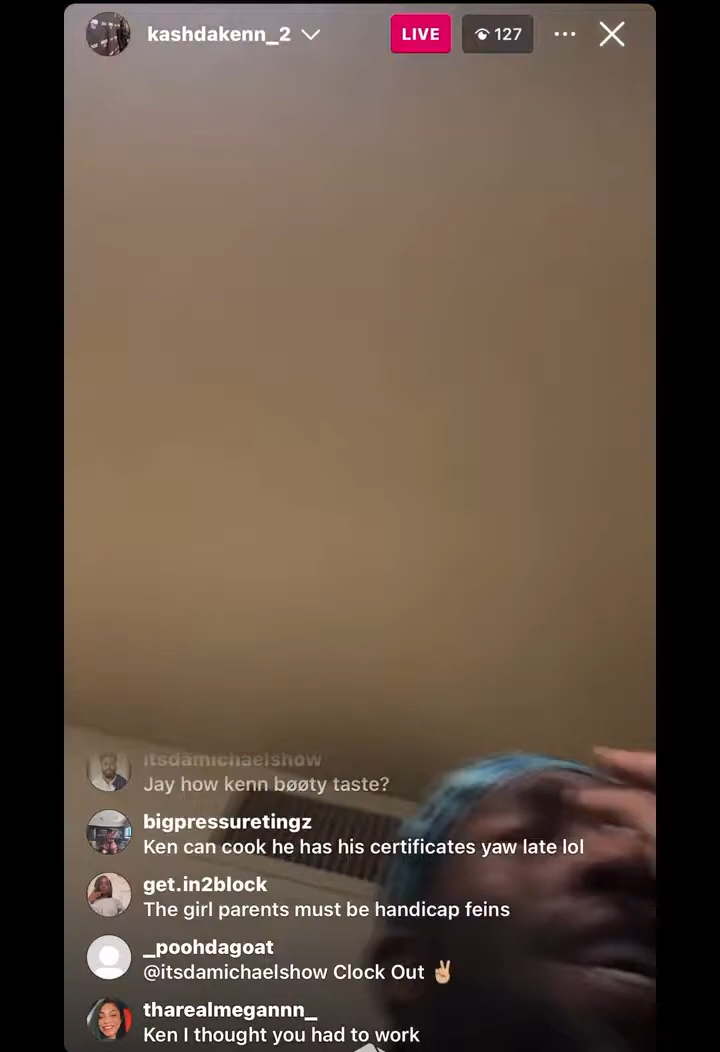 kashdakenn_2
LIVE
127
itsdamichaelshow
Jay how kenn bøøty taste?
bigpressuretingz
Ken can cook he has his certificates yaw late lol
get.in2block
The girl parents must be handicap feins
_poohdagoat
@itsdamichaelshow Clock Out ✌🏼
tharealmegannn_
Ken I thought you had to work